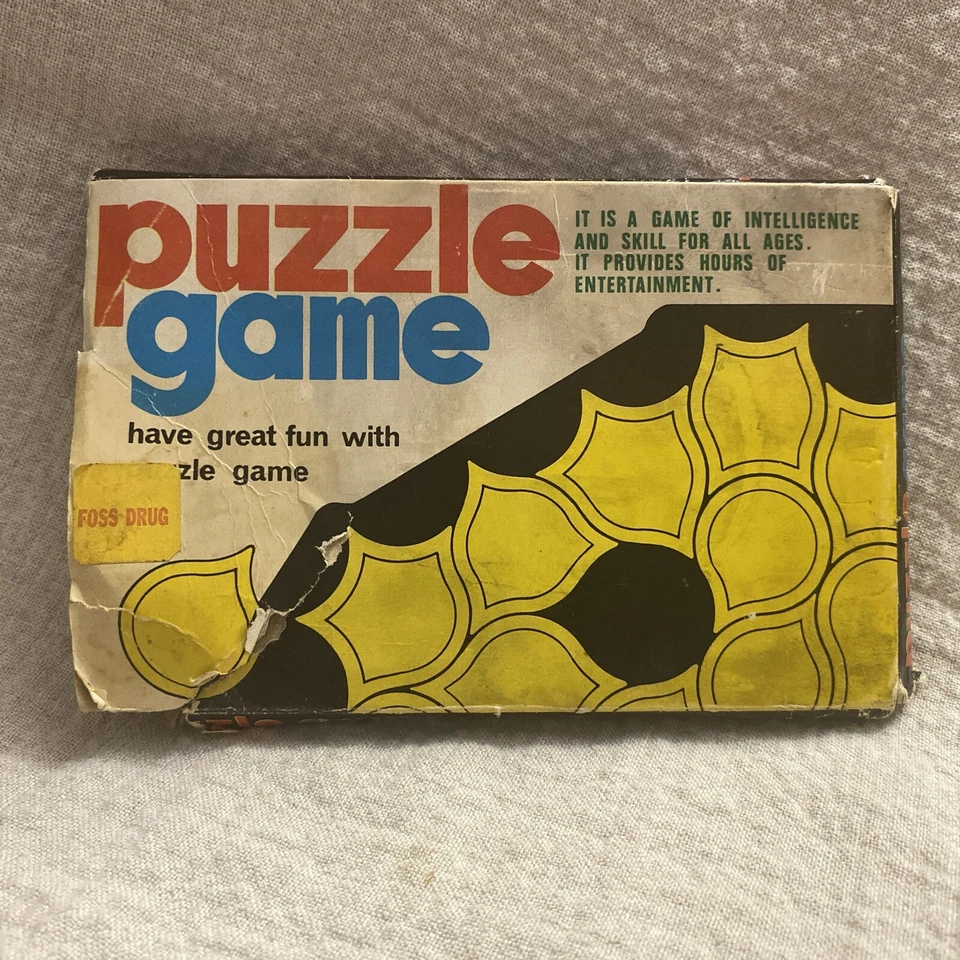 puzzle
game
IT IS A GAME OF INTELLIGENCE
AND SKILL FOR ALL AGES.
IT PROVIDES HOURS OF
ENTERTAINMENT.
have great fun with
zle game
FOSS DRUG